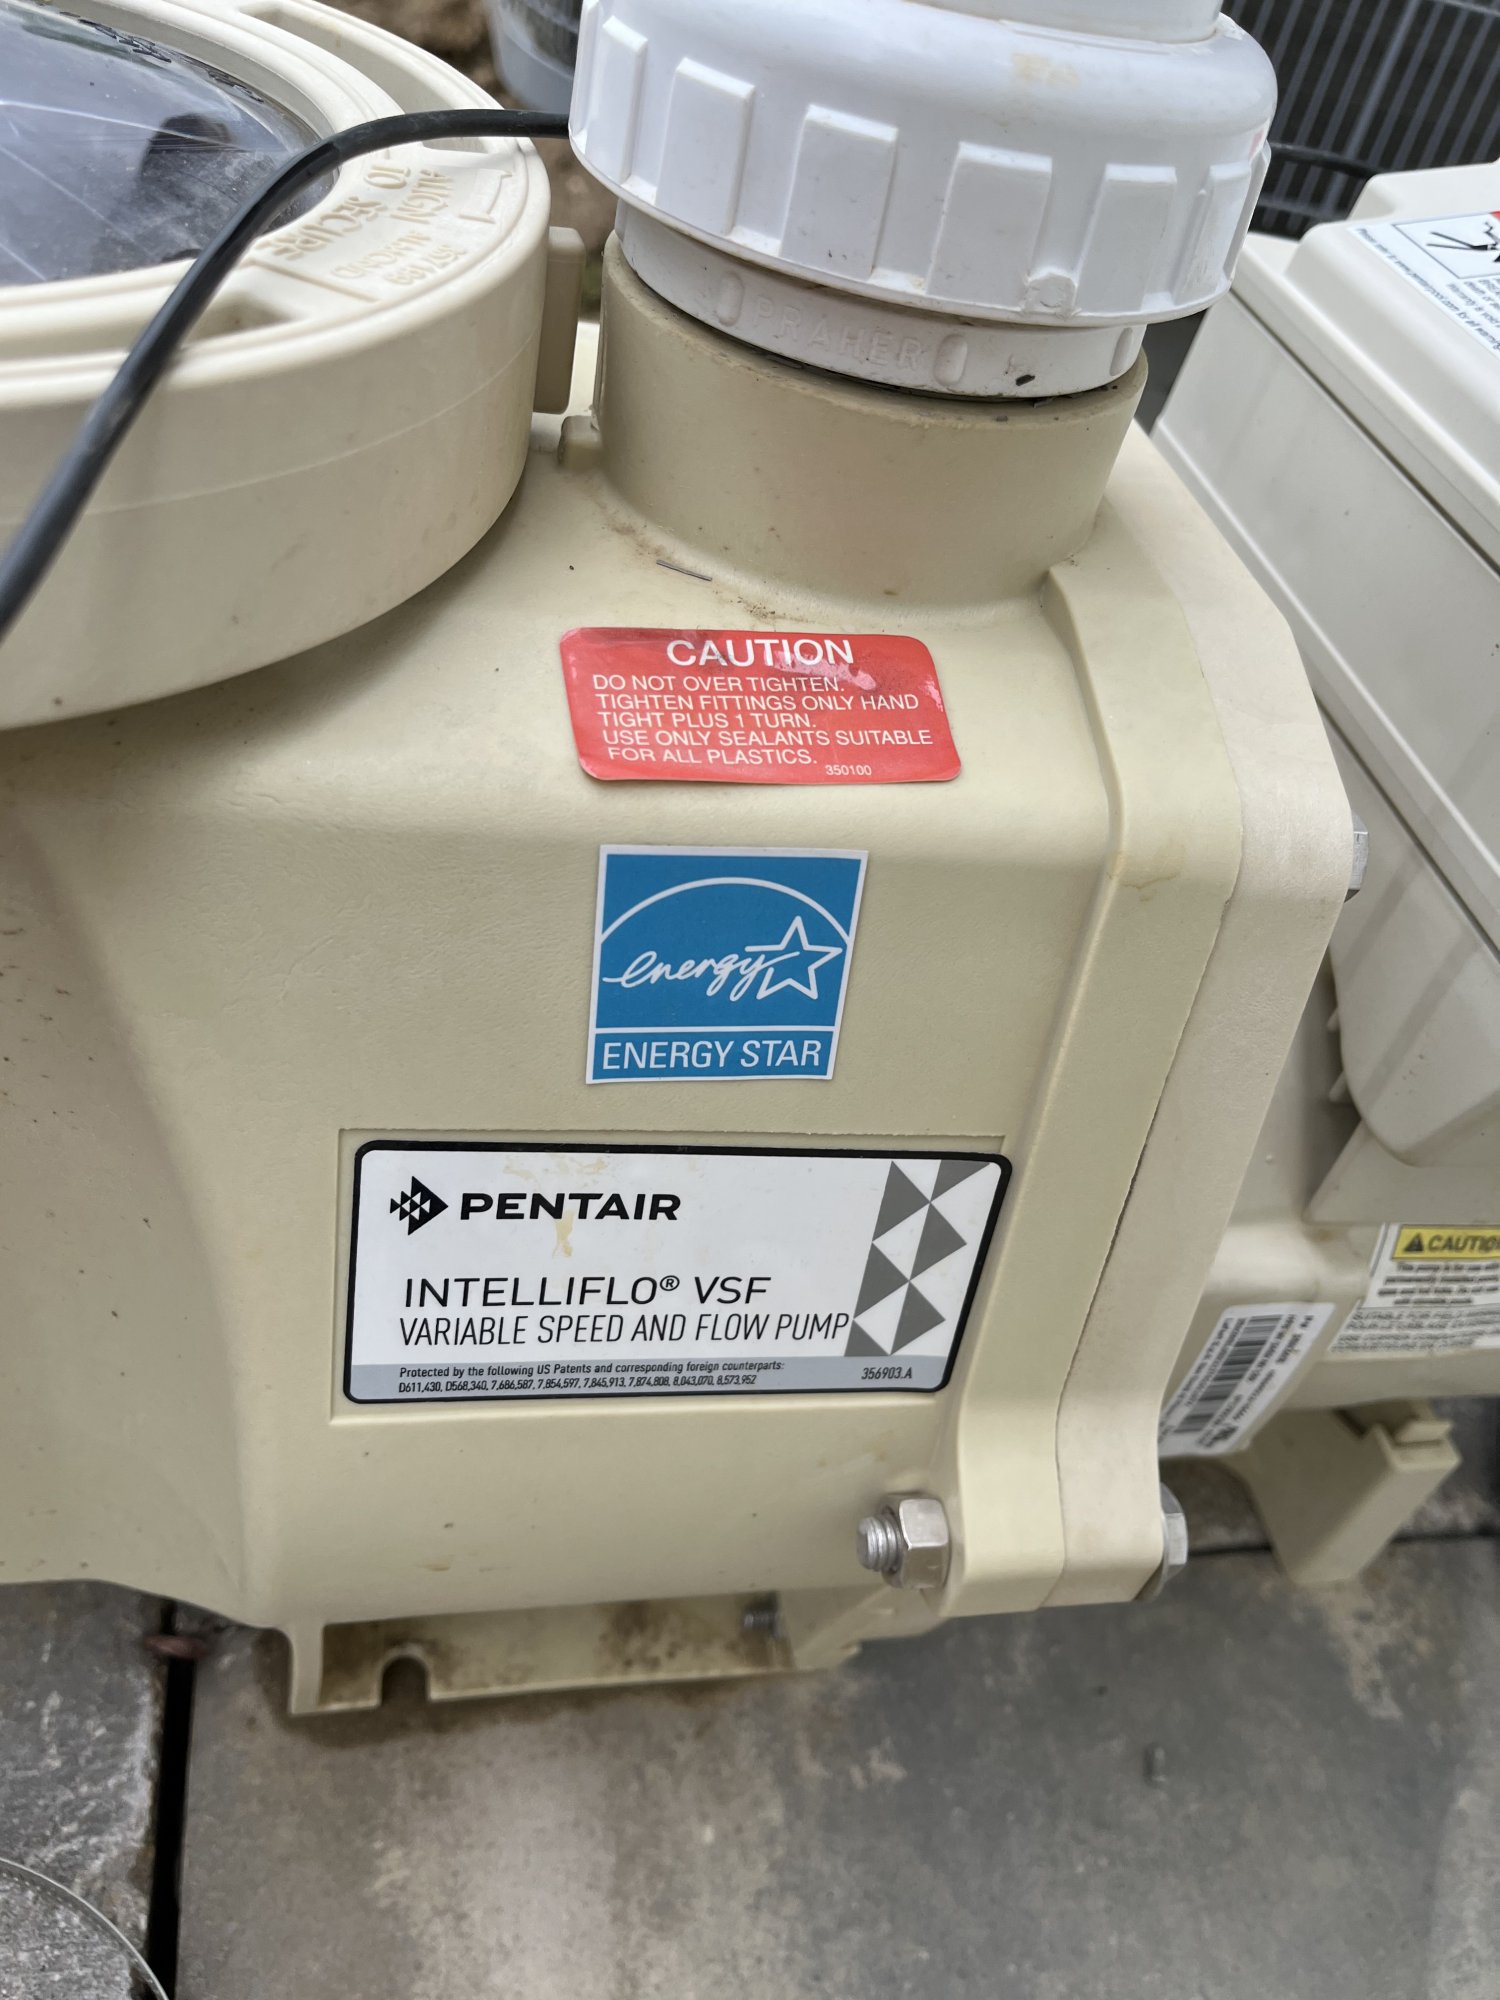 ALIGN
TO SECURE
357199
PRAHER
CAUTION
DO NOT OVER TIGHTEN.
TIGHTEN FITTINGS ONLY HAND
TIGHT PLUS 1 TURN.
USE ONLY SEALANTS SUITABLE
FOR ALL PLASTICS.
350100
energy
ENERGY STAR
PENTAIR
INTELLIFLO® VSF
VARIABLE SPEED AND FLOW PUMP
Protected by the following US Patents and corresponding foreign counterparts:
D611,430, D568,340, 7,686,587, 7,854,597, 7,845,913, 7,874,808, 8,043,070, 8,573,952
356903.A
CAUTION